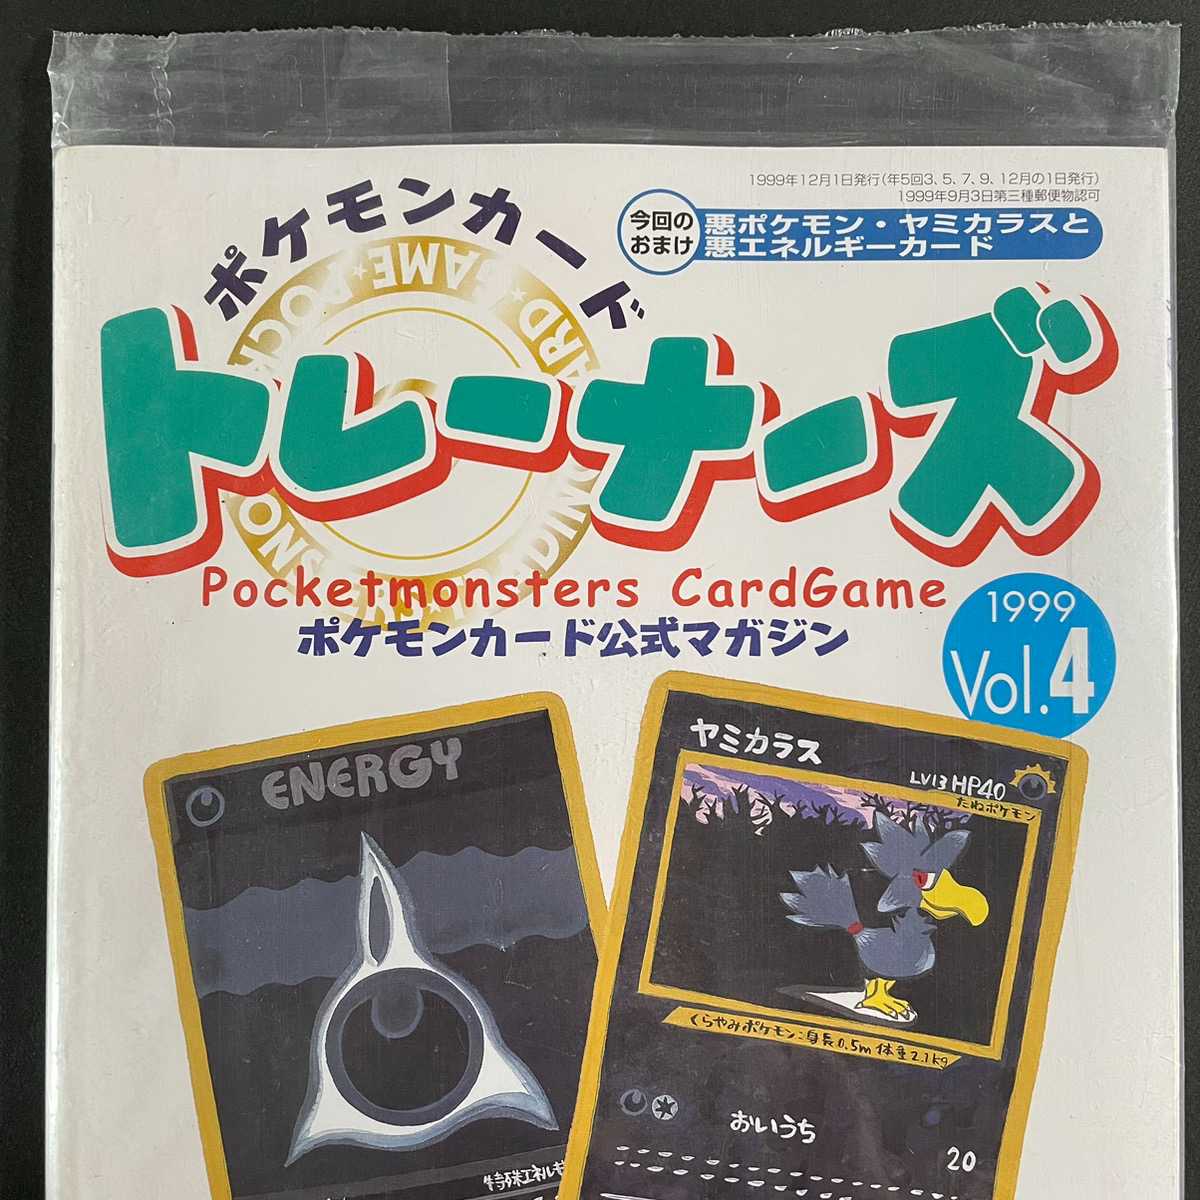 1999年12月1日発行(年5回3、5、7、9、12月の1日発行)
1999年9月3日第三種郵便物認可
今回の
おまけ
悪ポケモン・ヤミカラスと
悪エネルギーカード
ポケモンカード
トレーナーズ
Pocketmonsters CardGame
ポケモンカード公式マガジン
1999
Vol.4
ENERGY
特殊エネルギ
ヤミカラス
LV13 HP40
たねポケモン
くらやみポケモン:身長0.5m 体重2.1kg
おいうち
20